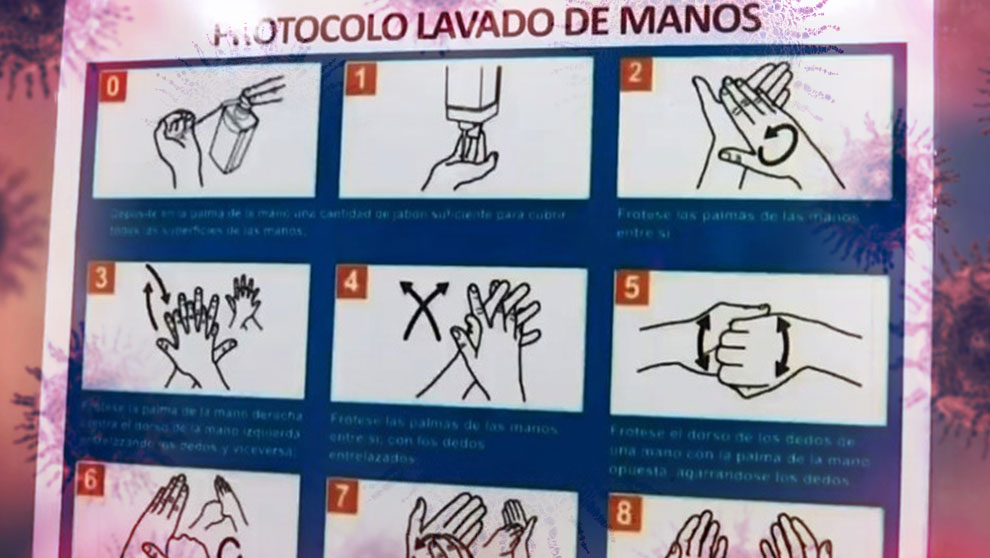 PROTOCOLO LAVADO DE MANOS
0
1
2
Deposite en la palma de la mano una cantidad de jabón suficiente para cubrir
todas las superficies de las manos.
Frótese las palmas de las manos
entre sí
3
4
5
Frótese la palma de la mano derecha
contra el dorso de la mano izquierda
entrelazando los dedos y viceversa.
Frótese las palmas de las manos
entre sí, con los dedos
entrelazados
Frótese el dorso de los dedos de
una mano con la palma de la mano
opuesta, agarrándose los dedos
6
7
8